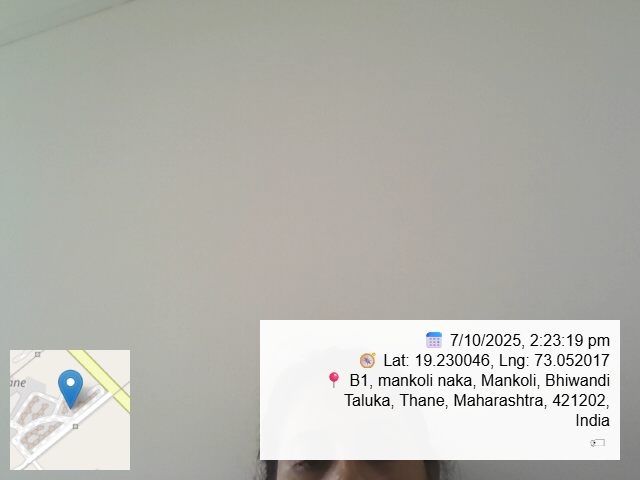 7/10/2025, 2:23:19 pm
Lat: 19.230046, Lng: 73.052017
B1, mankoli naka, Mankoli, Bhiwandi
Taluka, Thane, Maharashtra, 421202,
India
ane